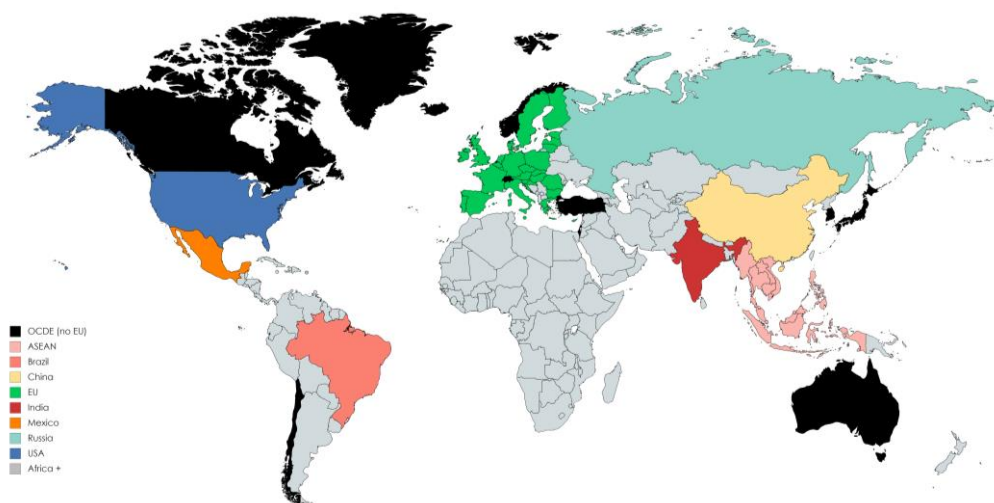 OCDE (no EU)
ASEAN
Brazil
China
EU
India
Mexico
Russia
USA
Africa +